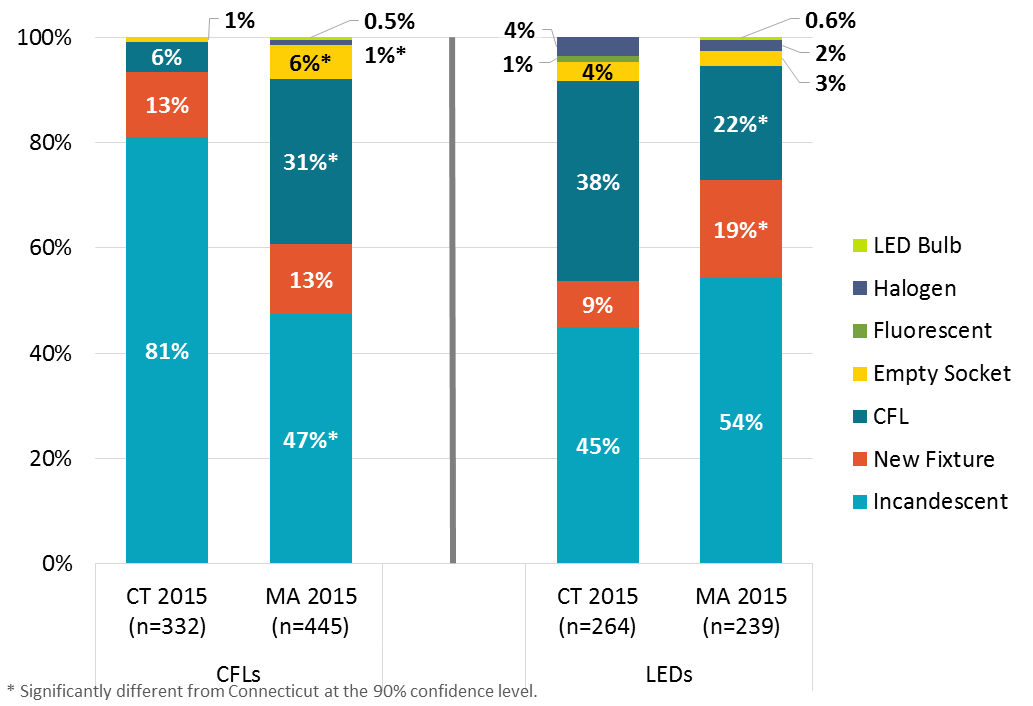 1%
0.5%
4%
0.6%
100%
6%
6%*
1%*
1%
4%
2%
3%
13%
80%
31%*
38%
22%*
60%
19%*
LED Bulb
13%
9%
Halogen
Fluorescent
40%
81%
Empty Socket
CFL
47%*
45%
54%
20%
New Fixture
Incandescent
0%
CT 2015 MA 2015 CT 2015 MA 2015
(n=332) (n=445) (n=264) (n=239)
CFLs LEDs
* Significantly different from Connecticut at the 90% confidence level.